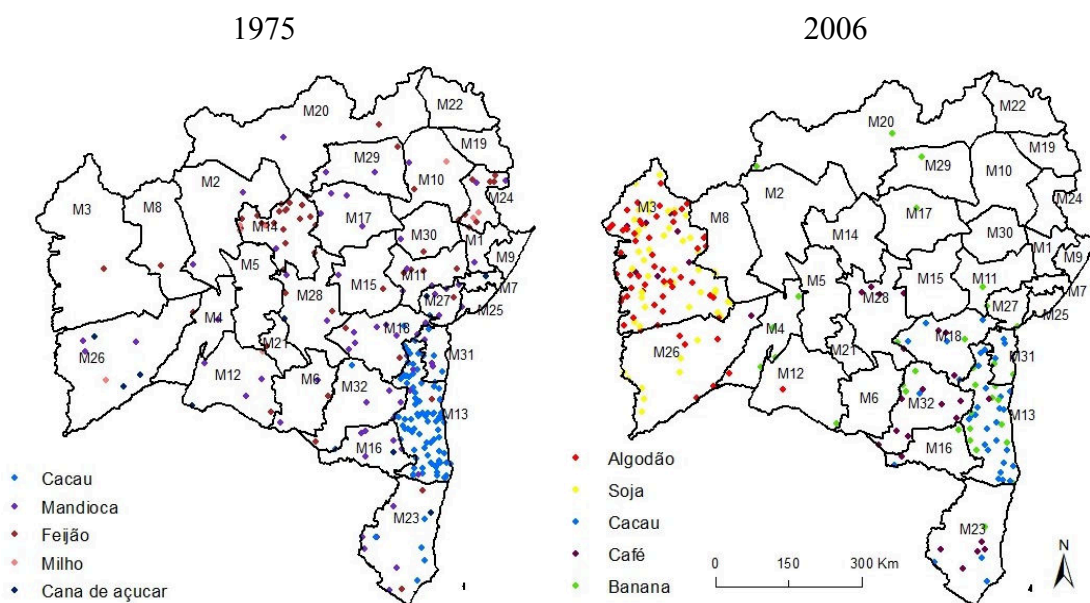 1975
2006
M20
M22
M19
M29
M10
M2
M24
M3
M8
M17
M14
M30
M1
M9
M5
M11
M7
M15
M27
M25
M28
M4
M18
M26
M21
M31
M12
M6
M32
M13
M16
M23
Cacau
Mandioca
Feijão
Milho
Cana de açucar
M20
M22
M19
M29
M10
M2
M24
M3
M8
M17
M14
M30
M1
M9
M5
M15
M11
M7
M28
M27
M25
M4
M18
M26
M21
M31
M12
M6
M32
M13
M16
M23
Algodão
Soja
Cacau
Café
Banana
0 150 300 Km
N